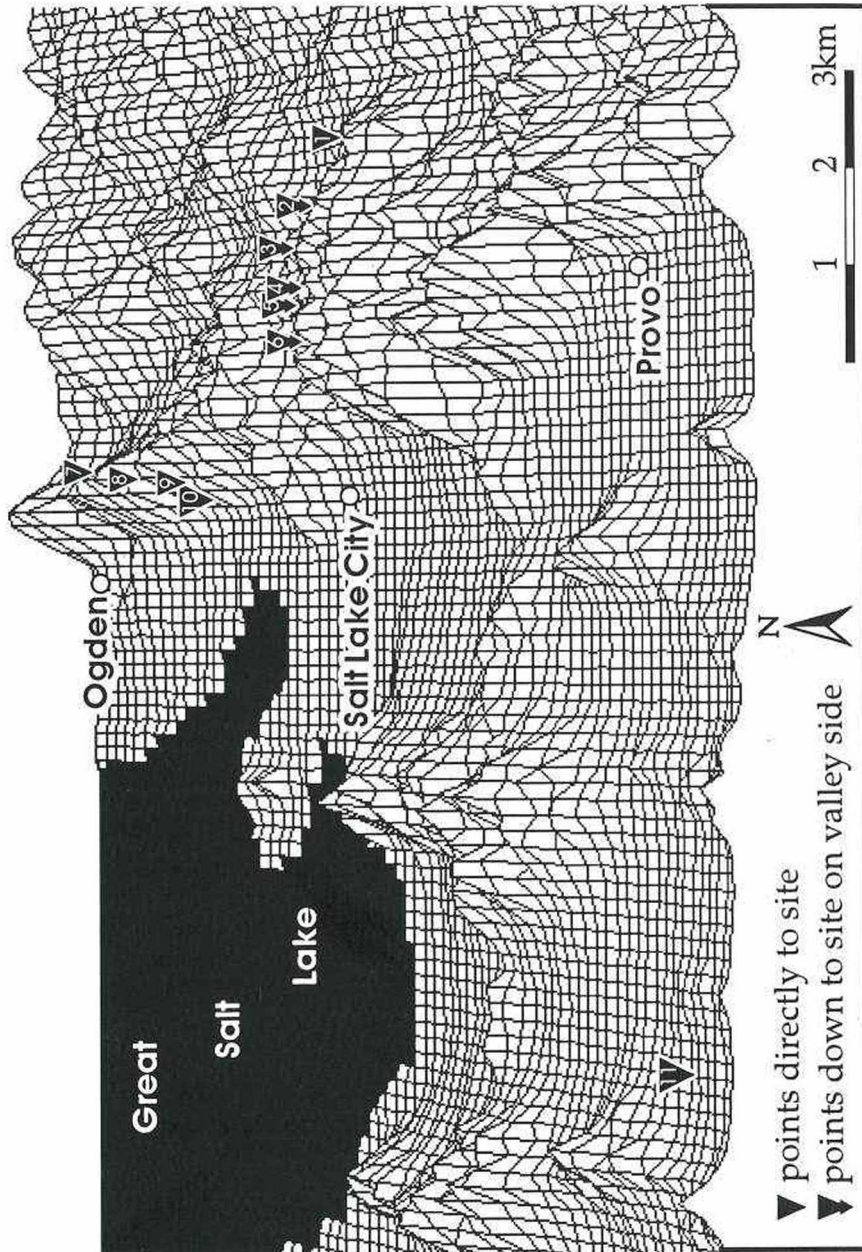 Great
Salt
Lake
Ogden
Salt Lake City
Provo
7
8
9
10
6
5
4
3
2
1
11
N
points directly to site
points down to site on valley side
1 2 3km